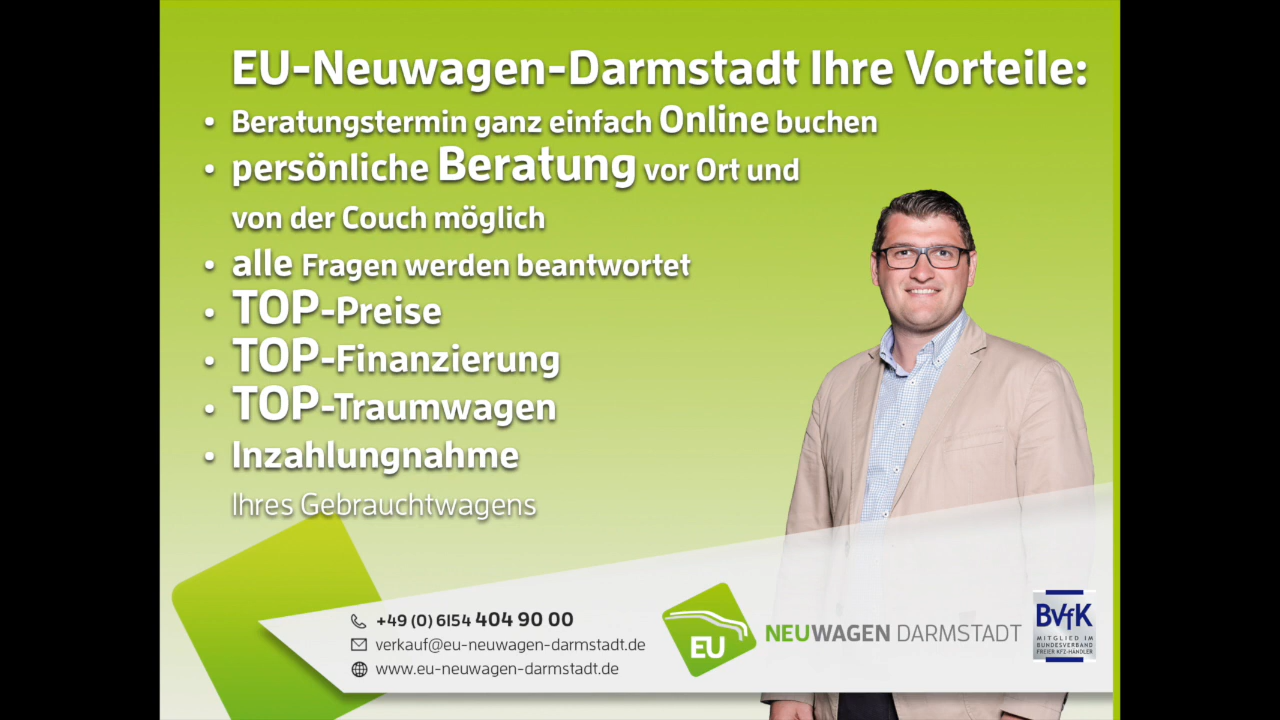 EU-Neuwagen-Darmstadt Ihre Vorteile:
• Beratungstermin ganz einfach Online buchen
• persönliche Beratung vor Ort und
von der Couch möglich
• alle Fragen werden beantwortet
• TOP-Preise
• TOP-Finanzierung
• TOP-Traumwagen
• Inzahlungnahme
Ihres Gebrauchtwagens
+49 (0) 6154 404 90 00
verkauf@eu-neuwagen-darmstadt.de
www.eu-neuwagen-darmstadt.de
EU
NEUWAGEN DARMSTADT
BVfK
MITGLIED IM
BUNDESVERBAND
FREIER KFZ-HÄNDLER